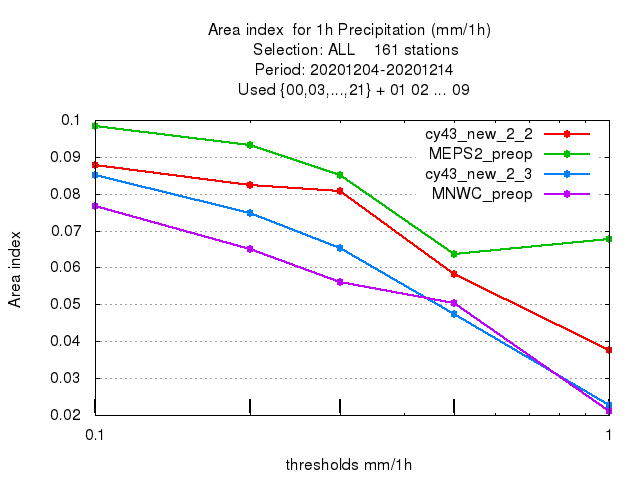 Area index for 1h Precipitation (mm/1h)
Selection: ALL 161 stations
Period: 20201204-20201214
Used {00,03,...,21} + 01 02 ... 09
cy43_new_2_2
MEPS2_preop
cy43_new_2_3
MNWC_preop
Area index
0.1
0.09
0.08
0.07
0.06
0.05
0.04
0.03
0.02
0.1
1
thresholds mm/1h